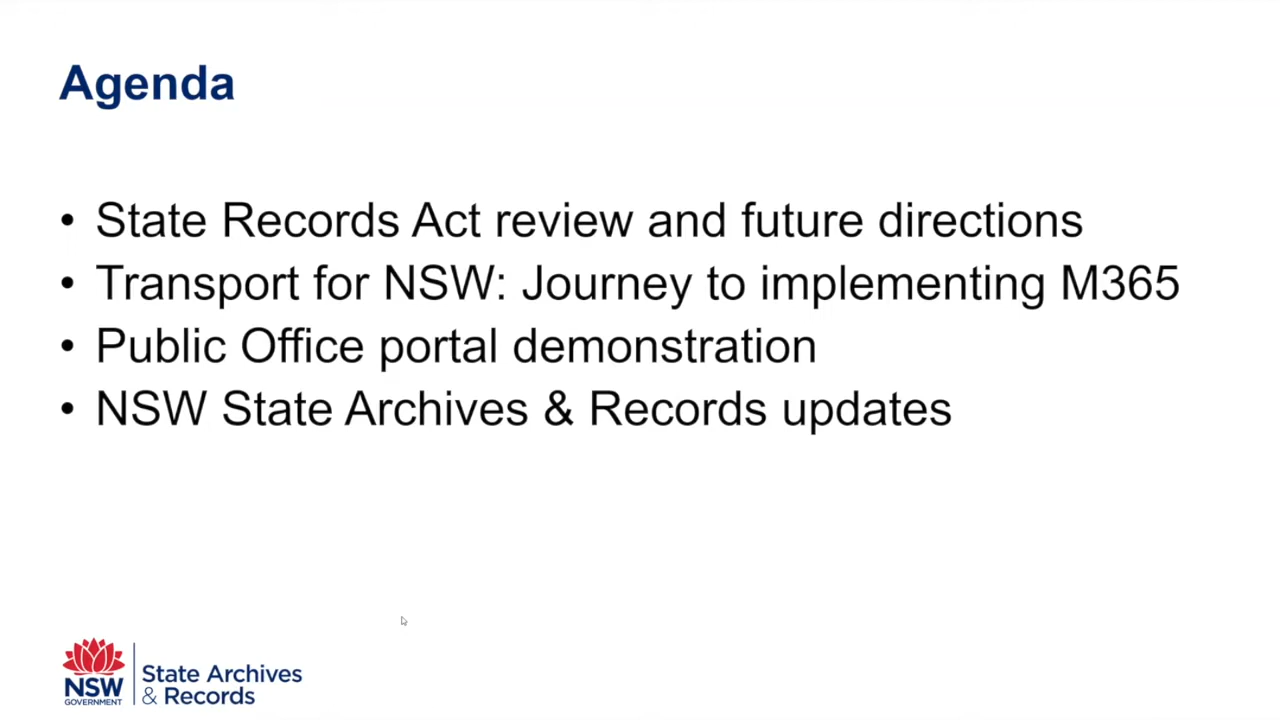 Agenda
• State Records Act review and future directions
• Transport for NSW: Journey to implementing M365
• Public Office portal demonstration
• NSW State Archives & Records updates
NSW
GOVERNMENT
State Archives
& Records